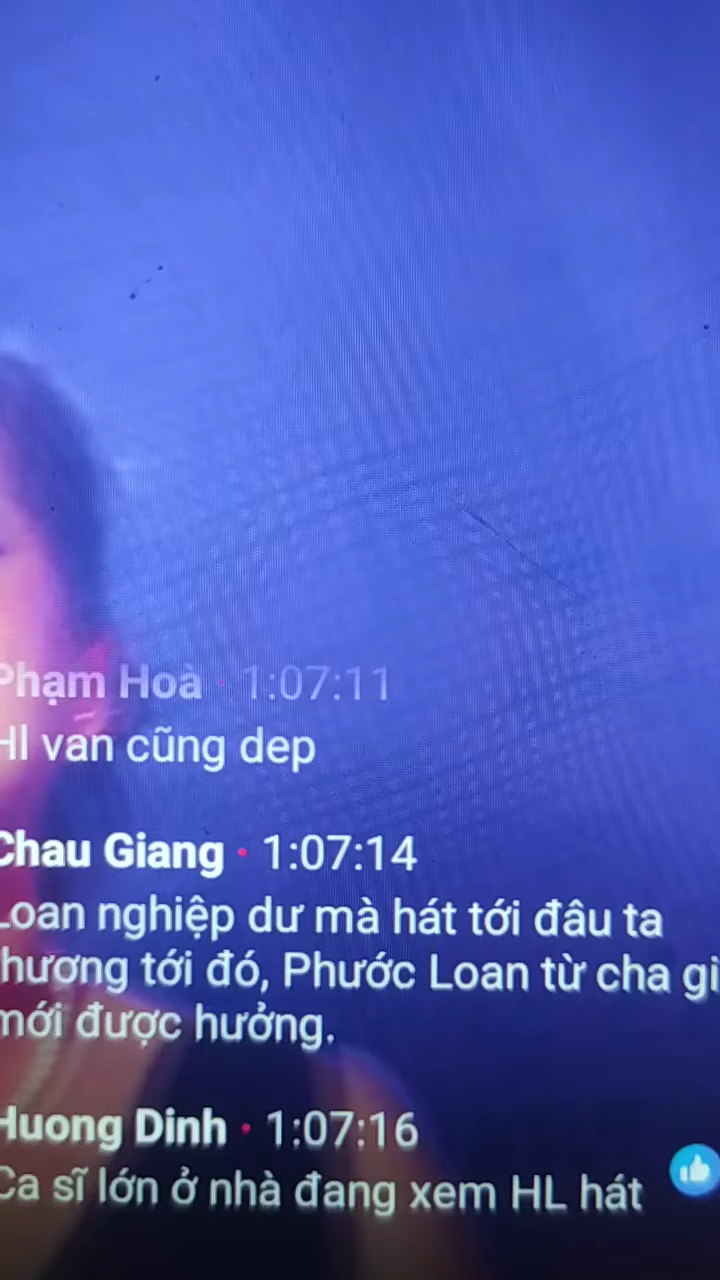 Phạm Hoà · 1:07:11
Hl van cũng dep
Chau Giang · 1:07:14
Loan nghiệp dư mà hát tới đâu ta
thương tới đó, Phước Loan từ cha gi
mới được hưởng.
Huong Dinh · 1:07:16
Ca sĩ lớn ở nhà đang xem HL hát